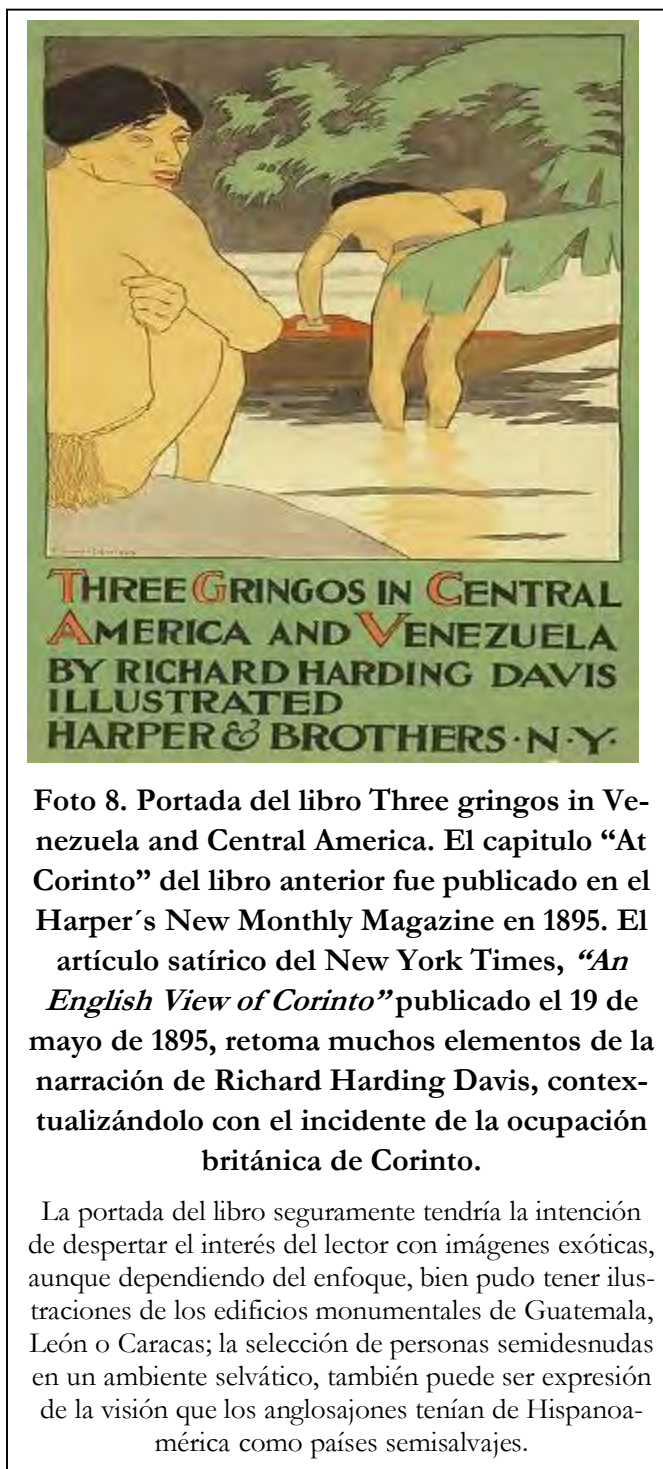 THREE GRINGOS IN CENTRAL
AMERICA AND VENEZUELA
BY RICHARD HARDING DAVIS
ILLUSTRATED
HARPER & BROTHERS · N · Y ·
Foto 8. Portada del libro Three gringos in Ve-
nezuela and Central America. El capitulo “At
Corinto” del libro anterior fue publicado en el
Harper´s New Monthly Magazine en 1895. El
artículo satírico del New York Times, “An
English View of Corinto” publicado el 19 de
mayo de 1895, retoma muchos elementos de la
narración de Richard Harding Davis, contex-
tualizándolo con el incidente de la ocupación
británica de Corinto.
La portada del libro seguramente tendría la intención
de despertar el interés del lector con imágenes exóticas,
aunque dependiendo del enfoque, bien pudo tener ilus-
traciones de los edificios monumentales de Guatemala,
León o Caracas; la selección de personas semidesnudas
en un ambiente selvático, también puede ser expresión
de la visión que los anglosajones tenían de Hispanoa-
mérica como países semisalvajes.